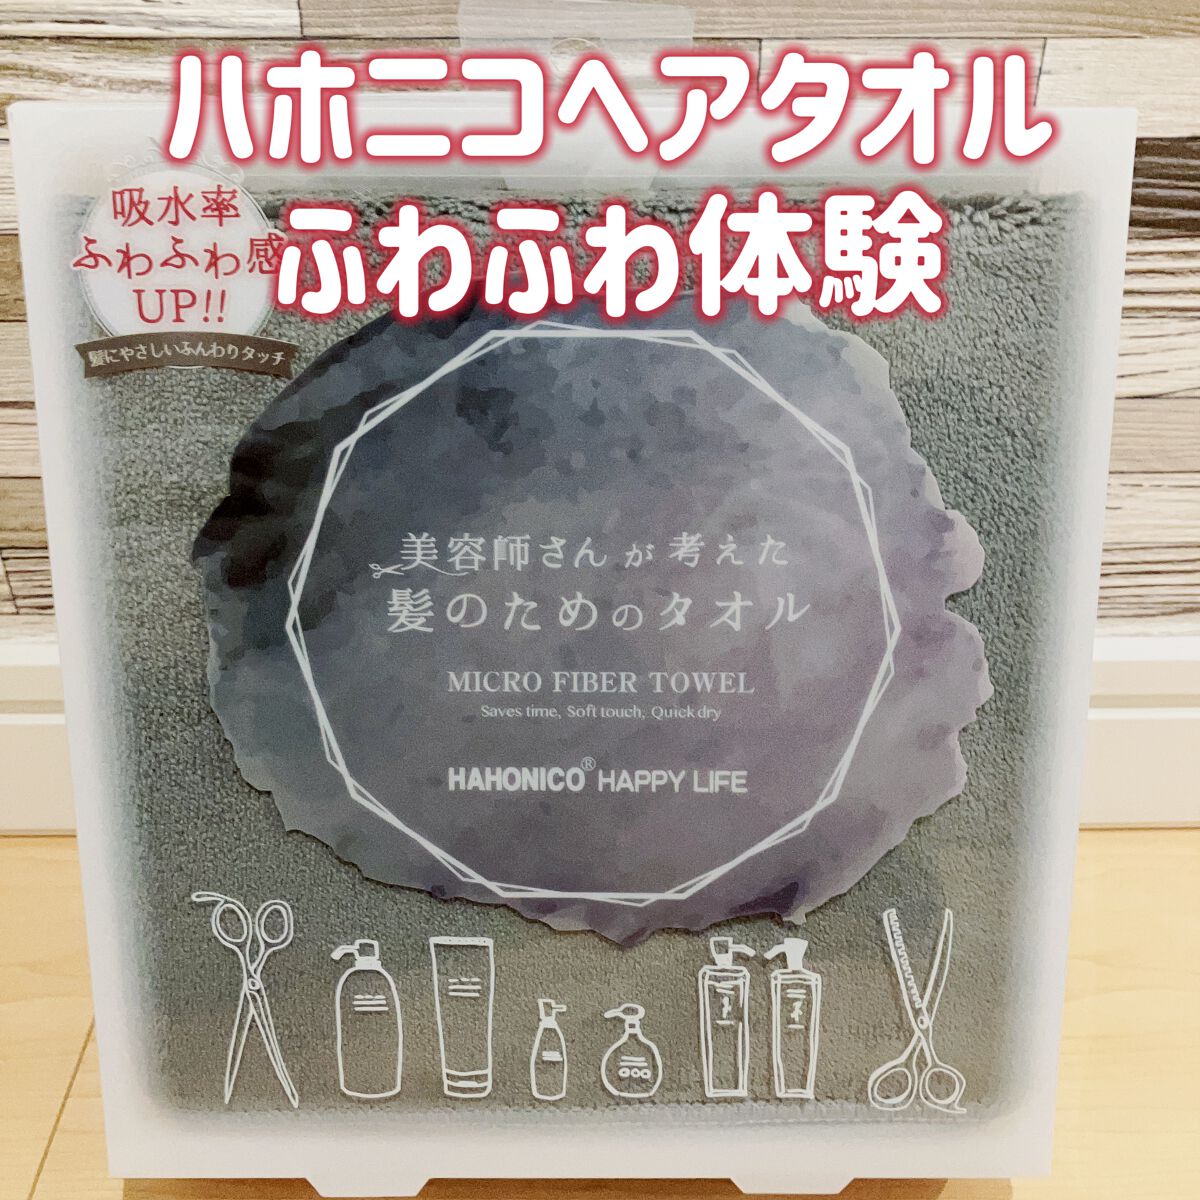 ハホニコヘアタオル
ふわふわ体験
吸水率
ふわふわ感
UP!!
髪にやさしいふんわりタッチ
美容師さんが考えた
髪のためのタオル
MICRO FIBER TOWEL
Saves time, Soft touch, Quick dry
HAHONICO® HAPPY LIFE